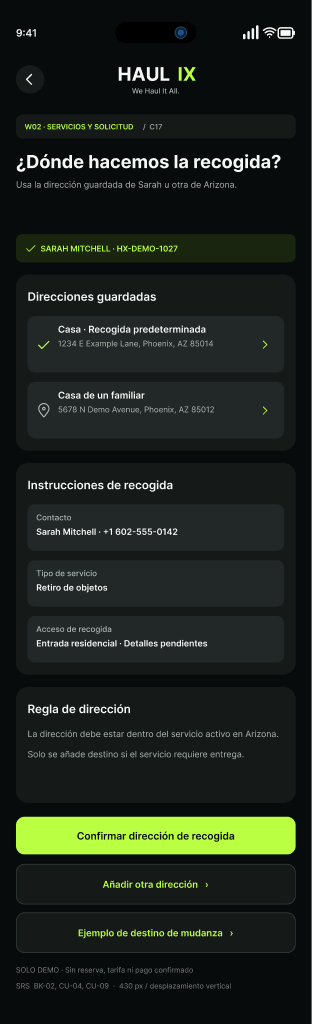 9:41
HAUL IX
We Haul It All.
W02 · SERVICIOS Y SOLICITUD / C17
¿Dónde hacemos la recogida?
Usa la dirección guardada de Sarah u otra de Arizona.
SARAH MITCHELL · HX-DEMO-1027
Direcciones guardadas
Casa · Recogida predeterminada
1234 E Example Lane, Phoenix, AZ 85014
Casa de un familiar
5678 N Demo Avenue, Phoenix, AZ 85012
Instrucciones de recogida
Contacto
Sarah Mitchell · +1 602-555-0142
Tipo de servicio
Retiro de objetos
Acceso de recogida
Entrada residencial · Detalles pendientes
Regla de dirección
La dirección debe estar dentro del servicio activo en Arizona.
Solo se añade destino si el servicio requiere entrega.
Confirmar dirección de recogida
Añadir otra dirección ›
Ejemplo de destino de mudanza ›
SOLO DEMO · Sin reserva, tarifa ni pago confirmado
SRS BK-02, CU-04, CU-09 · 430 px / desplazamiento vertical